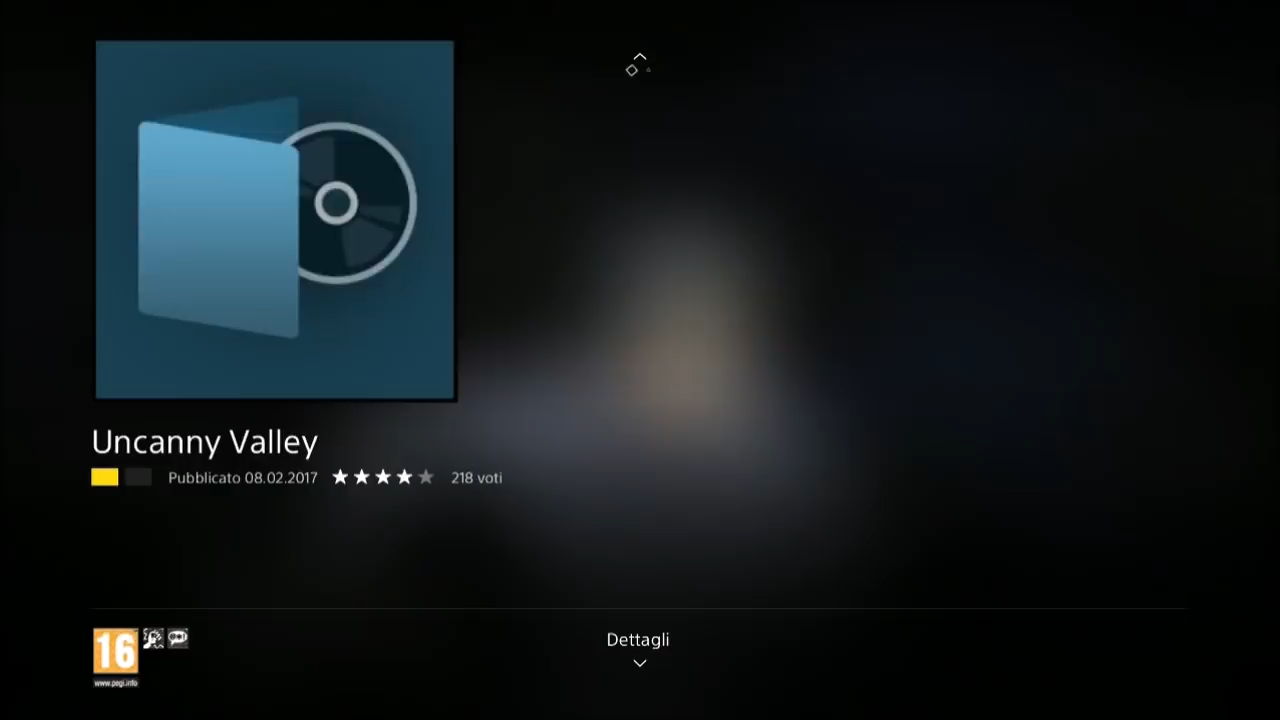 Uncanny Valley
Pubblicato 08.02.2017 218 voti
16
www.pegi.info
Dettagli